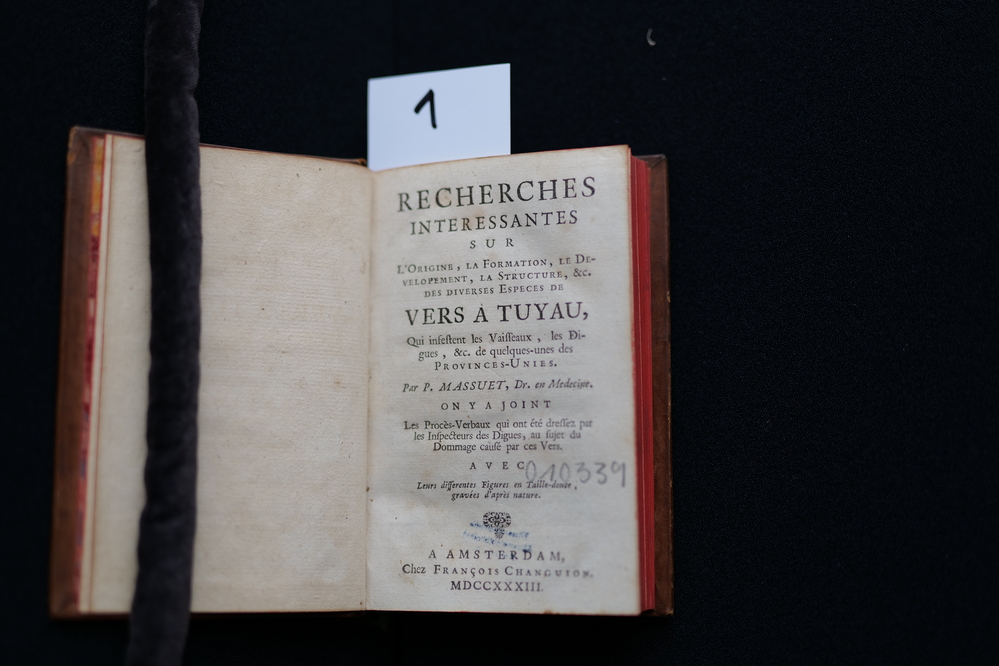 1
RECHERCHES
INTERESSANTES
SUR
L'ORIGINE, LA FORMATION, LE DE-
VELOPEMENT, LA STRUCTURE, &c.
DES DIVERSES ESPECES DE
VERS À TUYAU,
Qui infeſtent les Vaiſſeaux, les Di-
gues, &c. de quelques-unes des
PROVINCES-UNIES.
Par P. MASSUET, Dr. en Medecine.
ON Y A JOINT
Les Procès-Verbaux qui ont été dreſſez par
les Inſpecteurs des Digues, au ſujet du
Dommage cauſé par ces Vers.
AVEC
010339
Leurs differentes Figures en Taille-douce,
gravées d'après nature.
A AMSTERDAM,
Chez FRANÇOIS CHANGUION,
MDCCXXXIII.